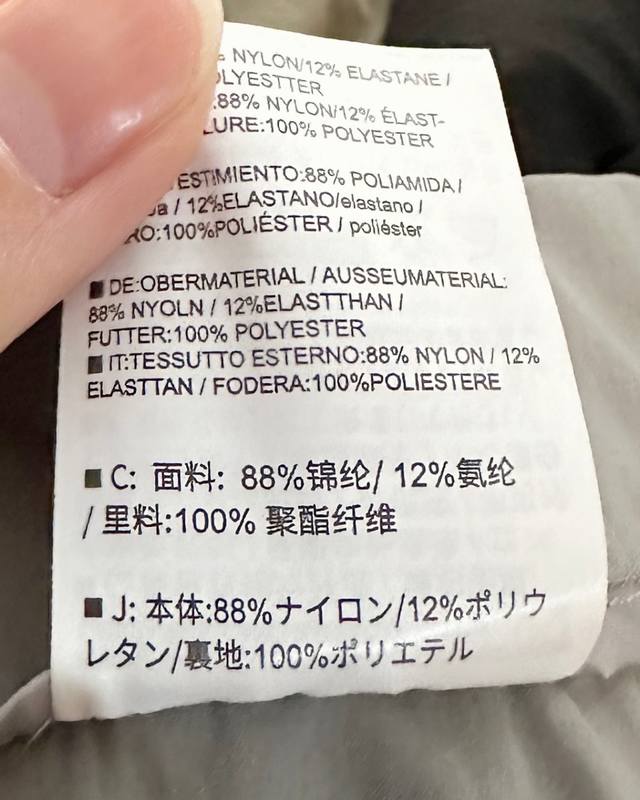 % NYLON/12% ELASTANE /
OLYESTTER
:88% NYLON/12% ÉLAST-
LURE:100% POLYESTER
ESTIMIENTO:88% POLIAMIDA/
a / 12%ELASTANO/elastano /
RO:100%POLIÉSTER / poliéster
■ DE:OBERMATERIAL / AUSSEUMATERIAL:
88% NYOLN / 12%ELASTTHAN /
FUTTER:100% POLYESTER
■ IT:TESSUTTO ESTERNO:88% NYLON / 12%
ELASTTAN / FODERA:100%POLIESTERE
■ C: 面料: 88%锦纶/ 12%氨纶
/ 里料:100% 聚酯纤维
■ J: 本体:88%ナイロン/12%ポリウ
レタン/裏地:100%ポリエテル